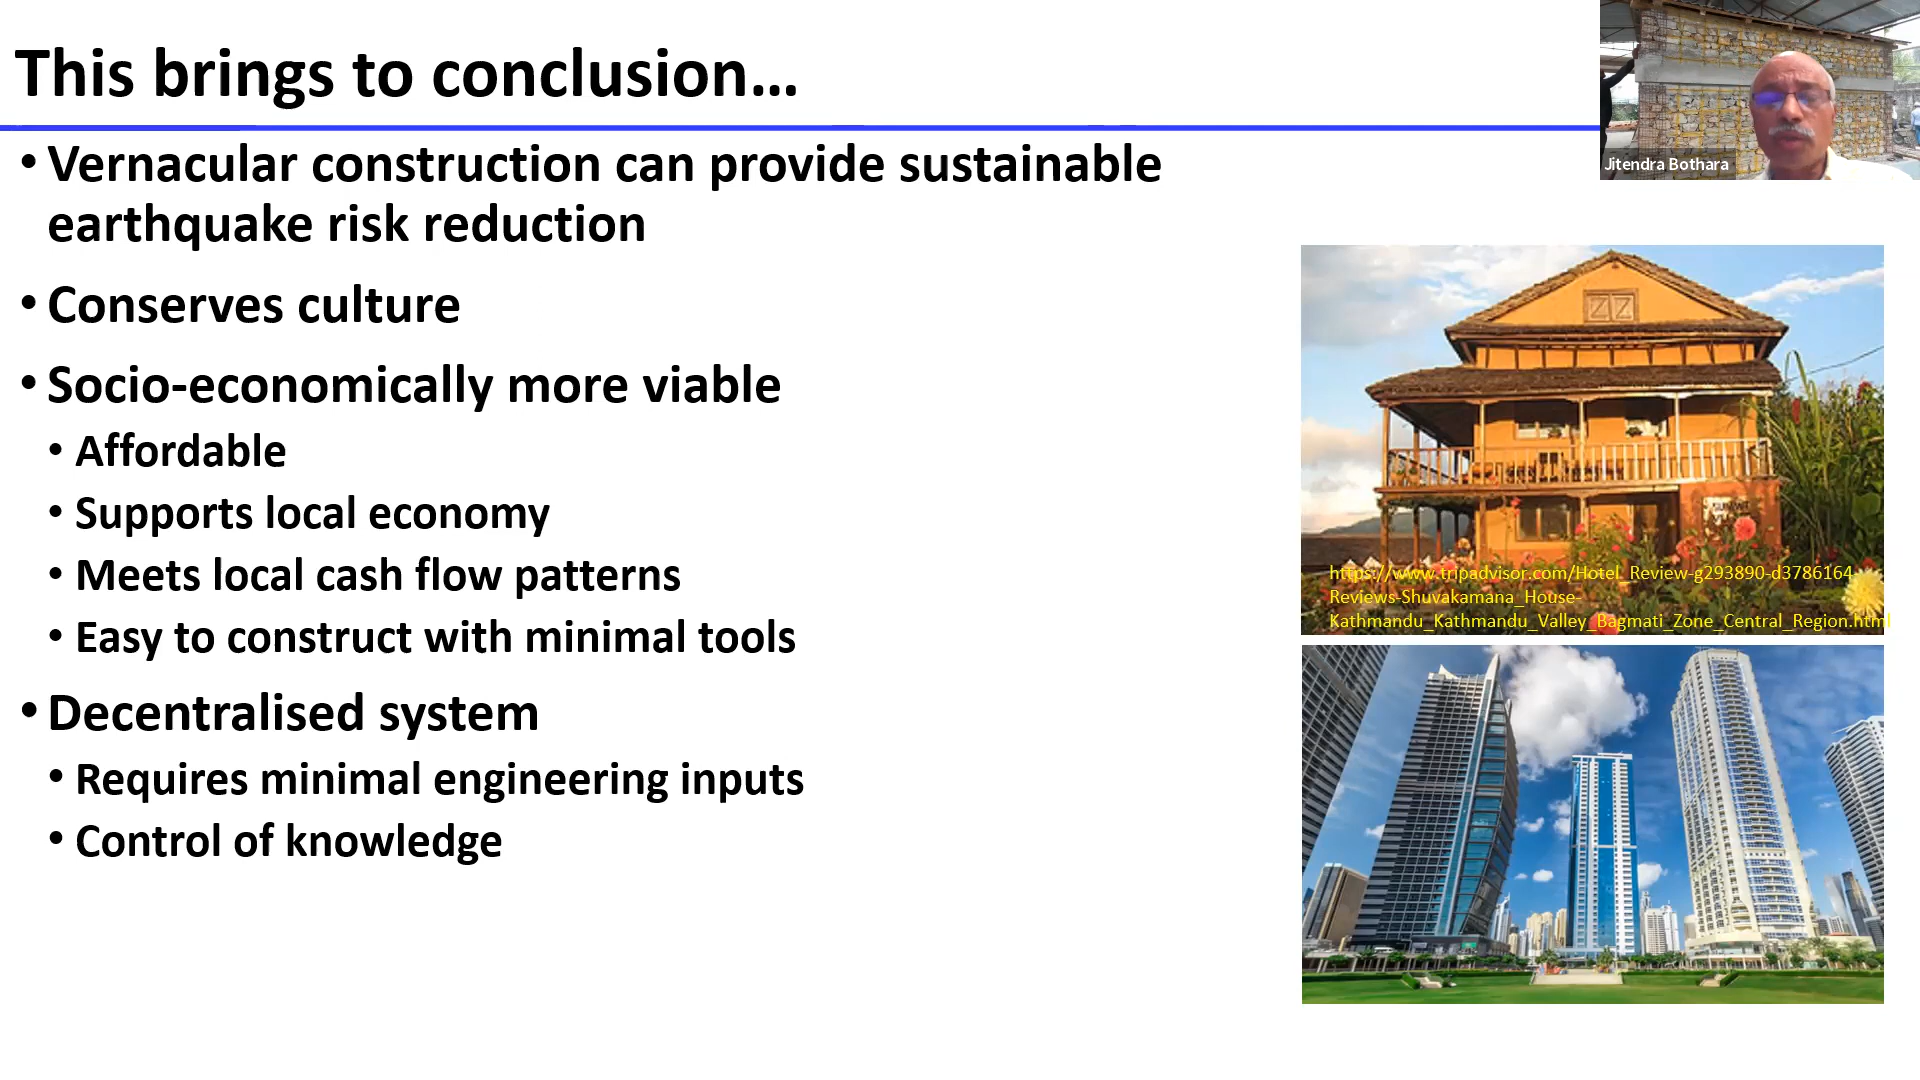 This brings to conclusion...
Jitendra Bothara
• Vernacular construction can provide sustainable
earthquake risk reduction
• Conserves culture
• Socio-economically more viable
• Affordable
• Supports local economy
• Meets local cash flow patterns
• Easy to construct with minimal tools
• Decentralised system
• Requires minimal engineering inputs
• Control of knowledge
https://www.tripadvisor.com/Hotel_Review-g293890-d3786164-
Reviews-Shuvakamana_House-
Kathmandu_Kathmandu_Valley_Bagmati_Zone_Central_Region.html